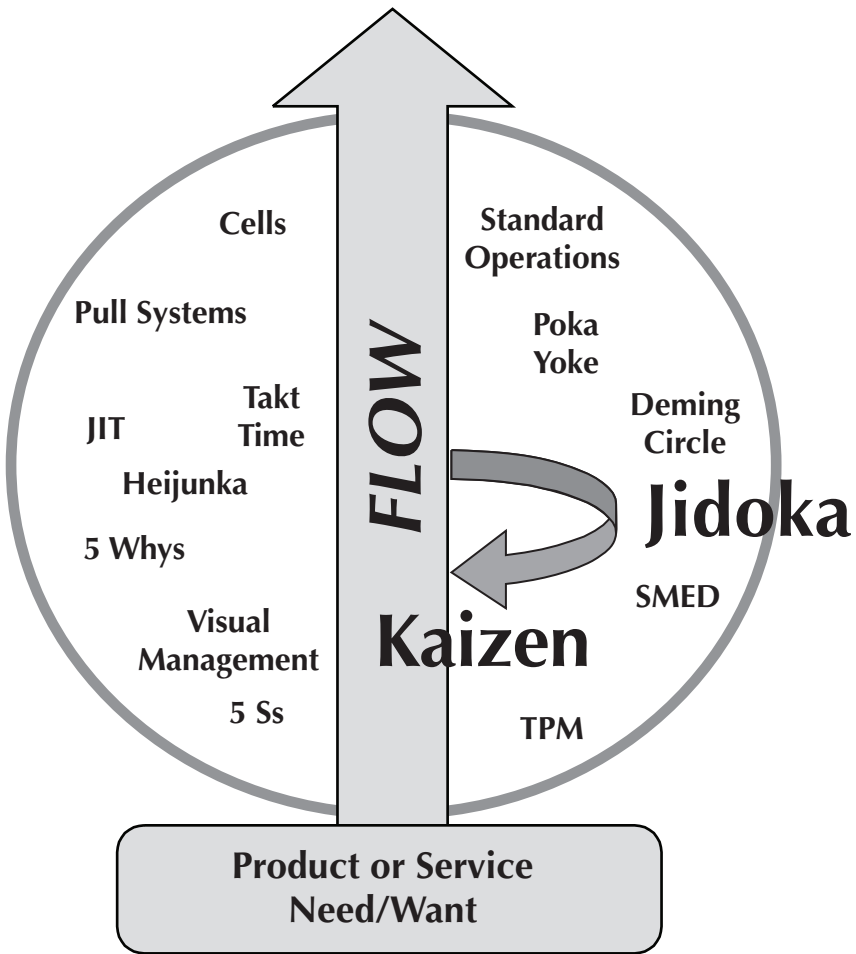 Cells
Pull Systems
Takt
Time
JIT
Heijunka
5 Whys
Visual
Management
5 Ss
FLOW
Standard
Operations
Poka
Yoke
Deming
Circle
Jidoka
SMED
Kaizen
TPM
Product or Service
Need/Want